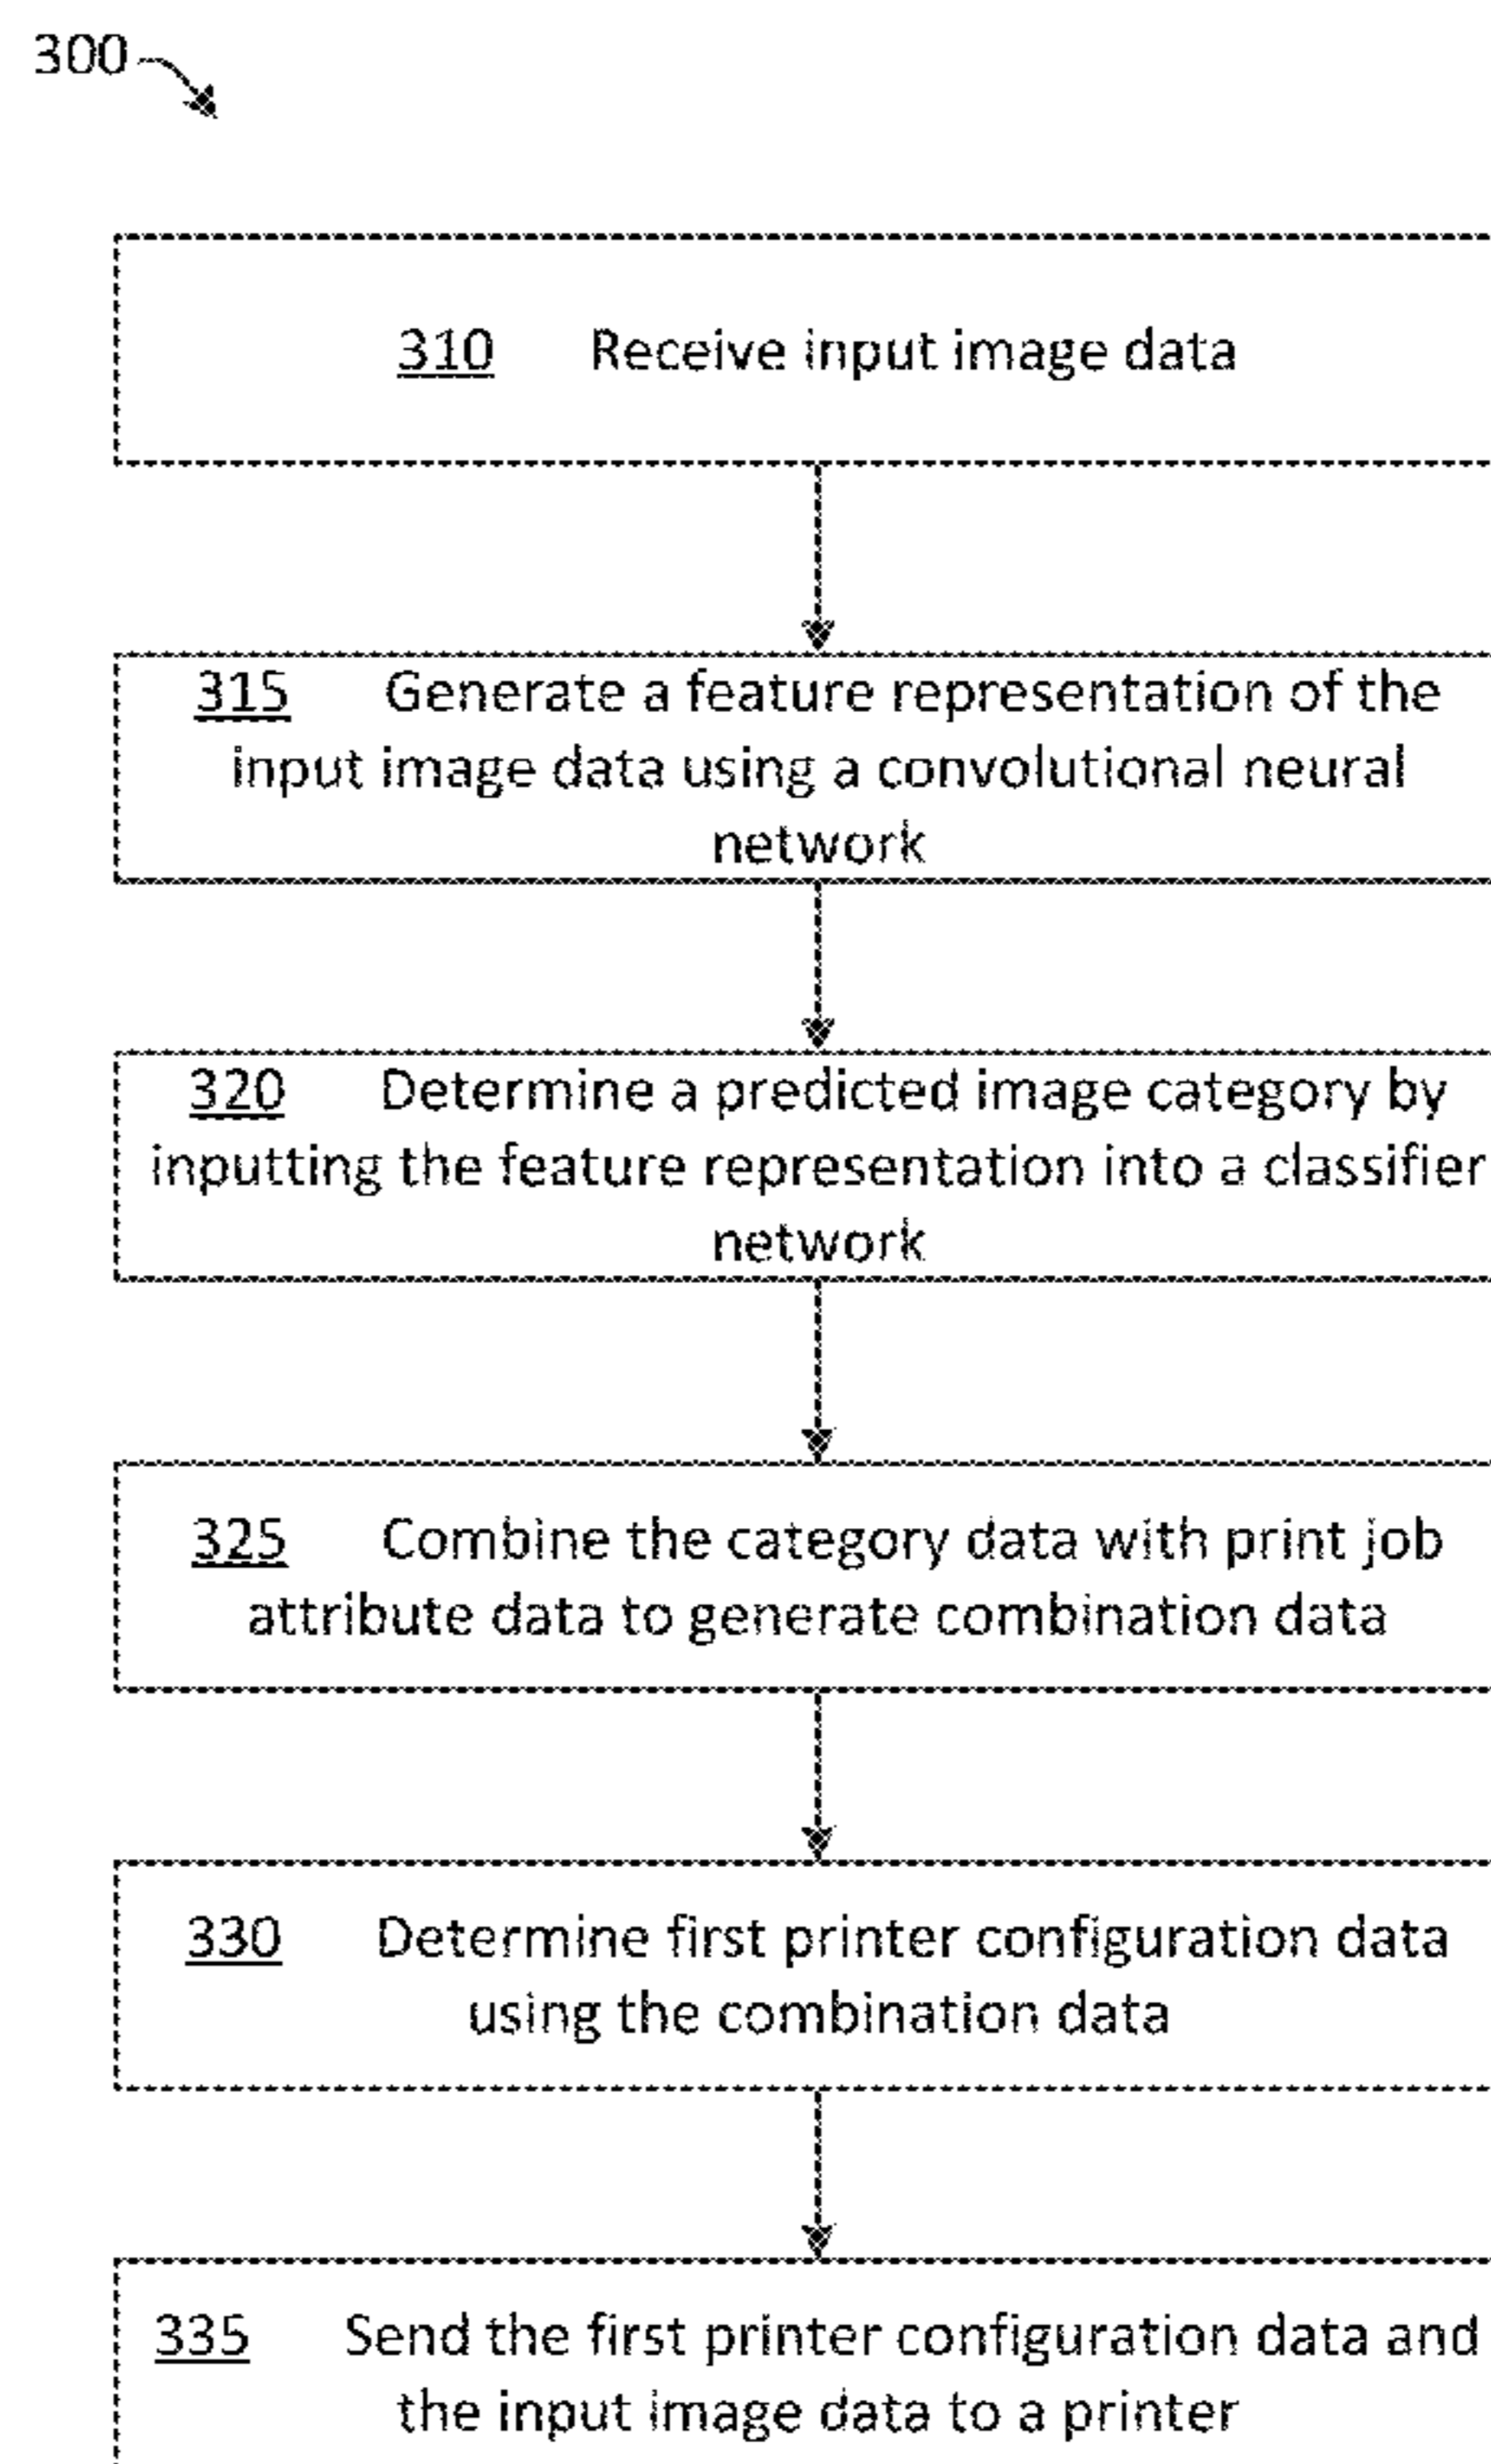 300
310 Receive input image data
315 Generate a feature representation of the
input image data using a convolutional neural
network
320 Determine a predicted image category by
inputting the feature representation into a classifier
network
325 Combine the category data with print job
attribute data to generate combination data
330 Determine first printer configuration data
using the combination data
335 Send the first printer configuration data and
the input image data to a printer